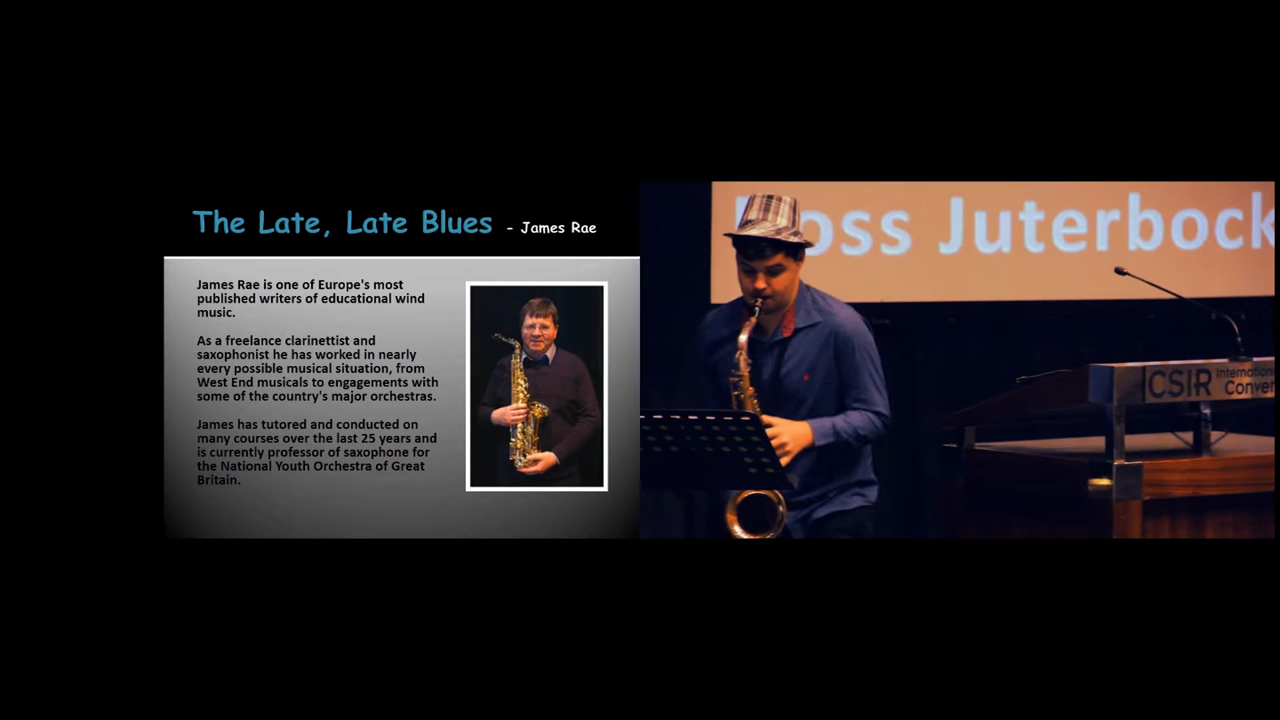 The Late, Late Blues - James Rae
James Rae is one of Europe's most
published writers of educational wind
music.
As a freelance clarinettist and
saxophonist he has worked in nearly
every possible musical situation, from
West End musicals to engagements with
some of the country's major orchestras.
James has tutored and conducted on
many courses over the last 25 years and
is currently professor of saxophone for
the National Youth Orchestra of Great
Britain.
oss Juterbock
CSIR International
Conven